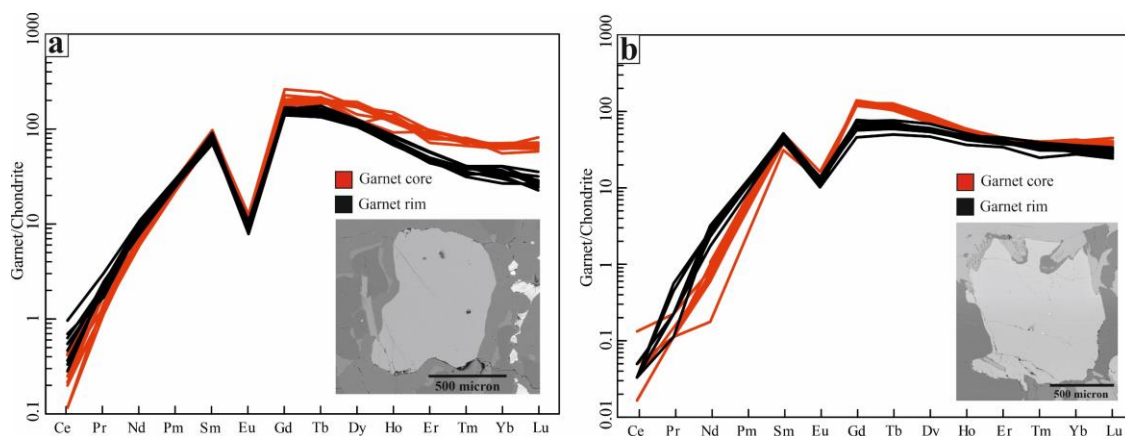 a
Garnet/Chondrite
1000
100
10
1
0.1
Garnet core
Garnet rim
500 micron
Ce Pr Nd Pm Sm Eu Gd Tb Dy Ho Er Tm Yb Lu
b
Garnet/Chondrite
1000
100
10
1
0.1
0.01
Garnet core
Garnet rim
500 micron
Ce Pr Nd Pm Sm Eu Gd Tb Dy Ho Er Tm Yb Lu